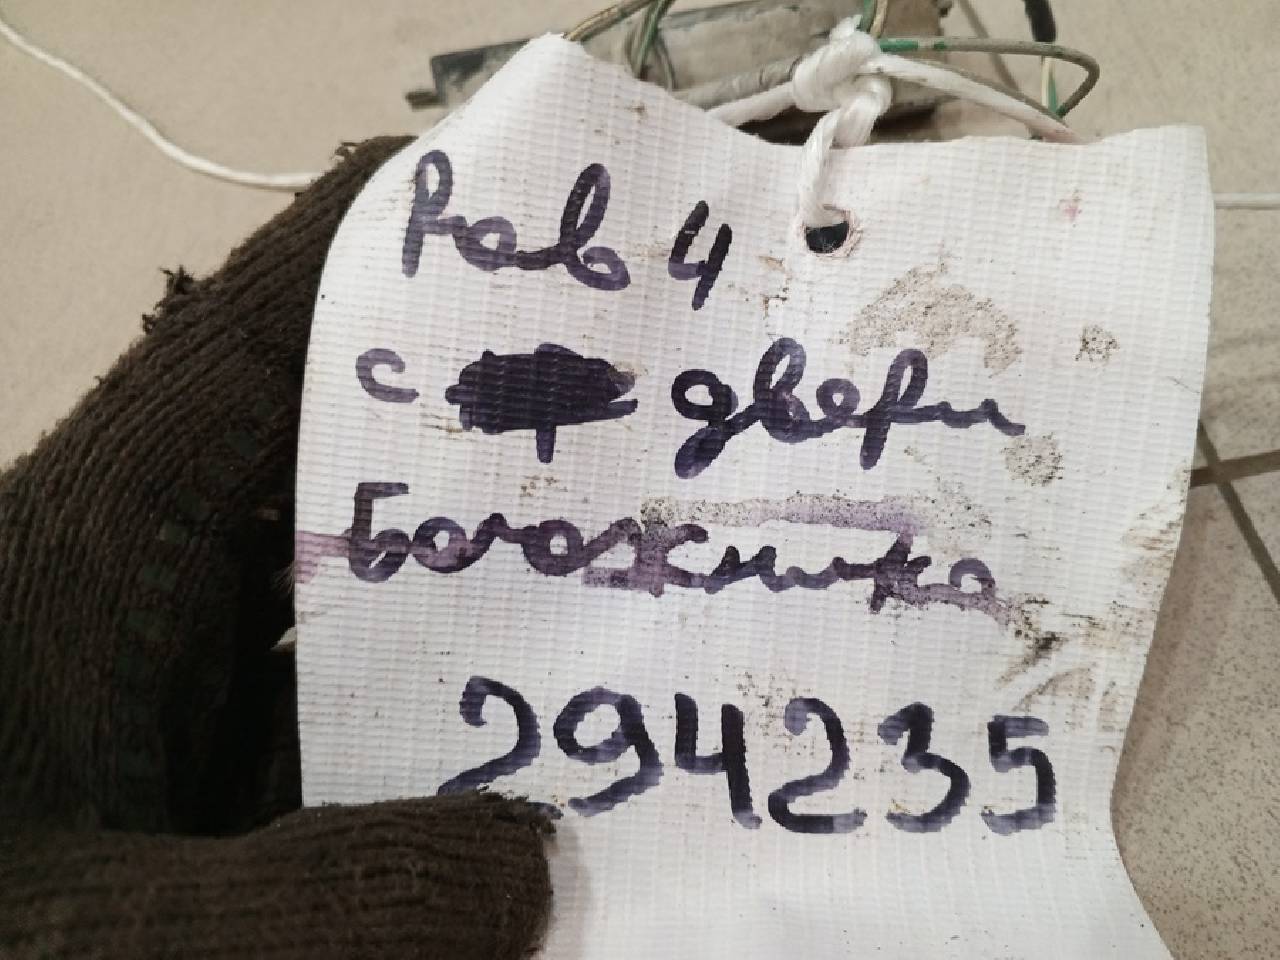 Рав 4
с двери
Богажника
294235